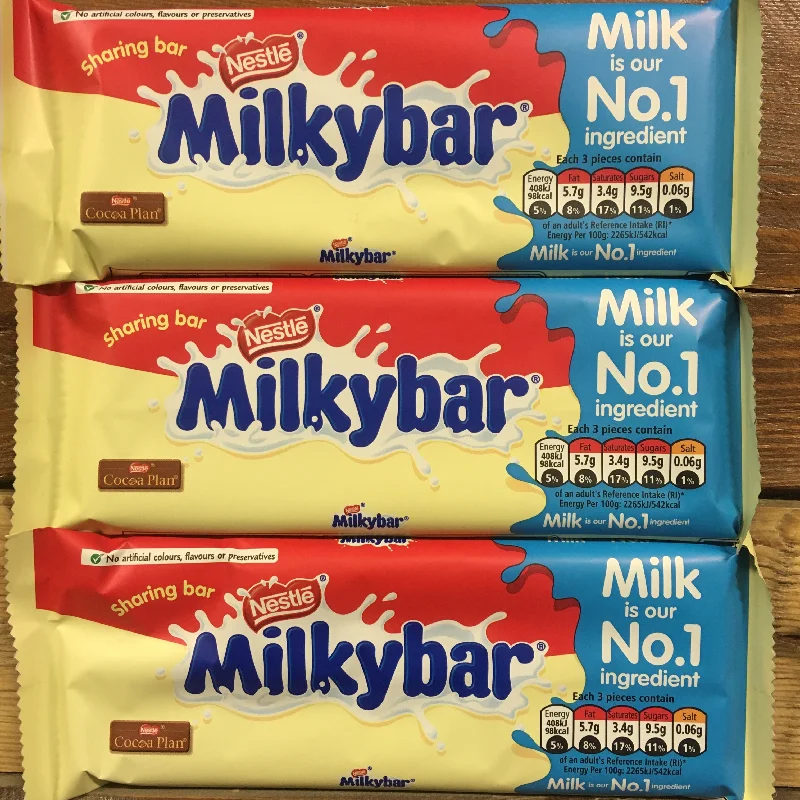 No artificial colours, flavours or preservatives
Sharing bar
Nestlé
Milkybar®
Milk
is our
No.1
ingredient
Each 3 pieces contain
Energy Fat Saturates Sugars Salt
408kJ 98kcal 5.7g 3.4g 9.5g 0.06g
5% 8% 17% 11% 1%
of an adult's Reference Intake (RI)*
Energy Per 100g: 2265kJ/542kcal
Nestlé
Cocoa Plan®
Nestlé
Milkybar®
Milk is our No.1 ingredient
No artificial colours, flavours or preservatives
Sharing bar
Nestlé®
Milkybar®
Milk
is our
No.1
ingredient
Each 3 pieces contain
Energy Fat Saturates Sugars Salt
408kJ 98kcal 5.7g 3.4g 9.5g 0.06g
5% 8% 17% 11% 1%
of an adult's Reference Intake (RI)*
Energy Per 100g: 2265kJ/542kcal
Nestlé
Cocoa Plan®
Nestlé
Milkybar®
Milk is our No.1 ingredient
Milkybar
No artificial colours, flavours or preservatives
Sharing bar
Nestlé®
Milkybar®
Milk
is our
No.1
ingredient
Each 3 pieces contain
Energy Fat Saturates Sugars Salt
408kJ 98kcal 5.7g 3.4g 9.5g 0.06g
5% 8% 17% 11% 1%
of an adult's Reference Intake (RI)*
Energy Per 100g: 2265kJ/542kcal
Nestlé
Cocoa Plan®
Nestlé
Milkybar®
Milk is our No.1 ingredient